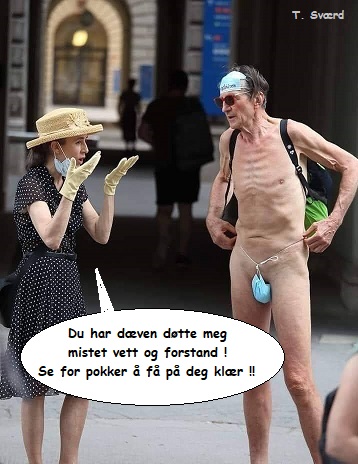 T. Sværd
Du har dæven døtte meg
mistet vett og forstand !
Se for pokker å få på deg klær !!